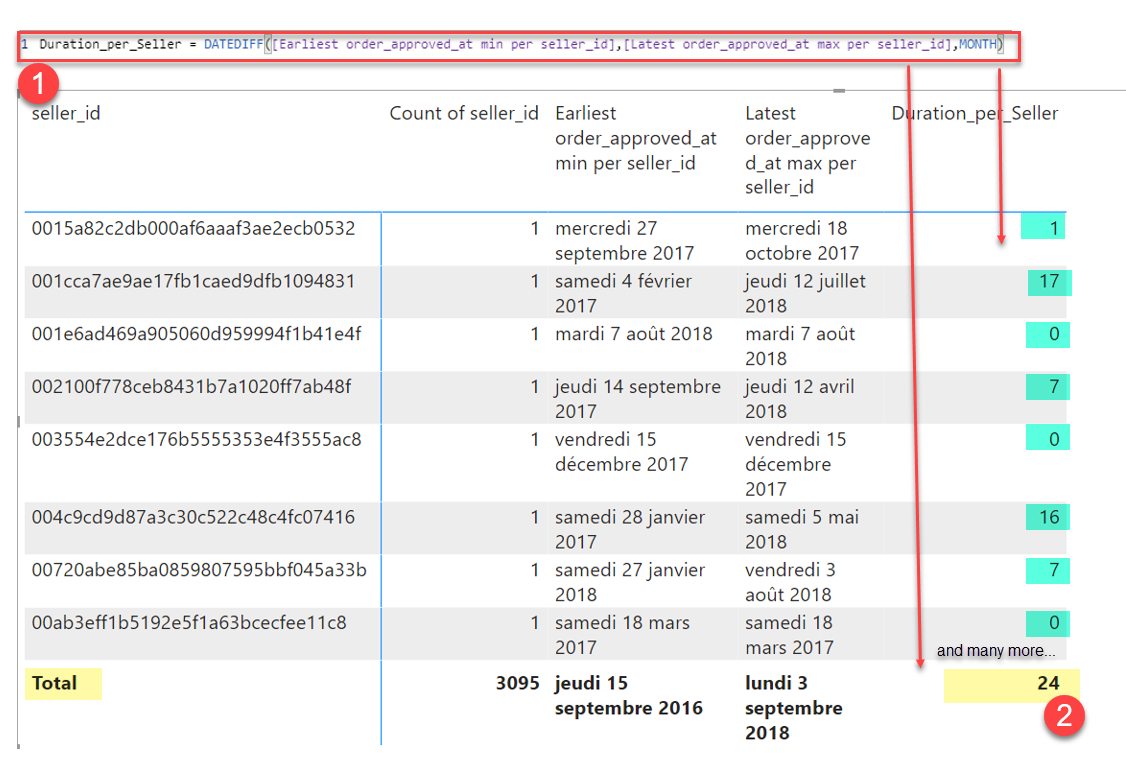 1 Duration_per_Seller = DATEDIFF([Earliest order_approved_at min per seller_id],[Latest order_approved_at max per seller_id],MONTH)
1
seller_id
Count of seller_id
Earliest
order_approved_at
min per seller_id
Latest
order_approve
d_at max per
seller_id
Duration_per_Seller
0015a82c2db000af6aaaf3ae2ecb0532
1
mercredi 27
septembre 2017
mercredi 18
octobre 2017
1
001cca7ae9ae17fb1caed9dfb1094831
1
samedi 4 février
2017
jeudi 12 juillet
2018
17
001e6ad469a905060d959994f1b41e4f
1
mardi 7 août 2018
mardi 7 août
2018
0
002100f778ceb8431b7a1020ff7ab48f
1
jeudi 14 septembre
2017
jeudi 12 avril
2018
7
003554e2dce176b5555353e4f3555ac8
1
vendredi 15
décembre 2017
vendredi 15
décembre
2017
0
004c9cd9d87a3c30c522c48c4fc07416
1
samedi 28 janvier
2017
samedi 5 mai
2018
16
00720abe85ba0859807595bbf045a33b
1
samedi 27 janvier
2018
vendredi 3
août 2018
7
00ab3eff1b5192e5f1a63bcecfee11c8
1
samedi 18 mars
2017
samedi 18
mars 2017
0
and many more...
Total
3095
jeudi 15
septembre 2016
lundi 3
septembre
2018
24
2